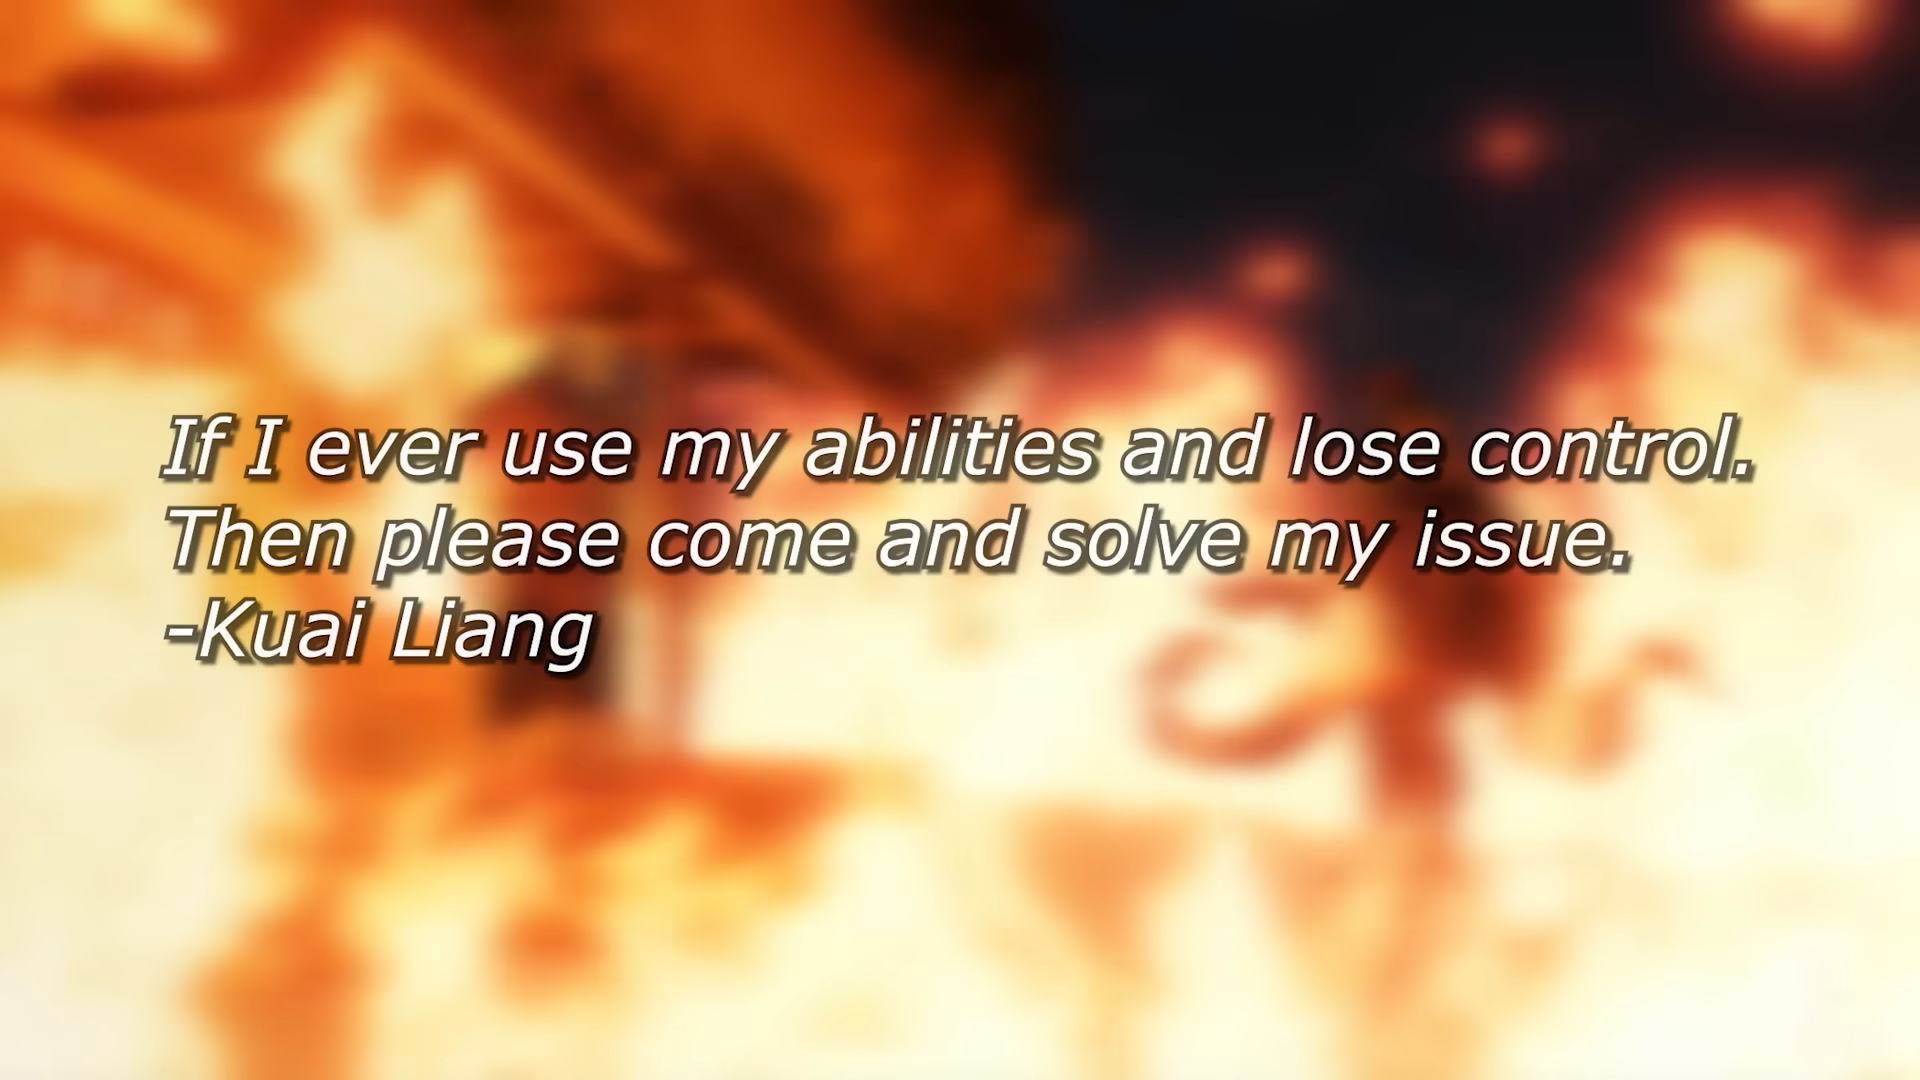 If I ever use my abilities and lose control.
Then please come and solve my issue.
-Kuai Liang